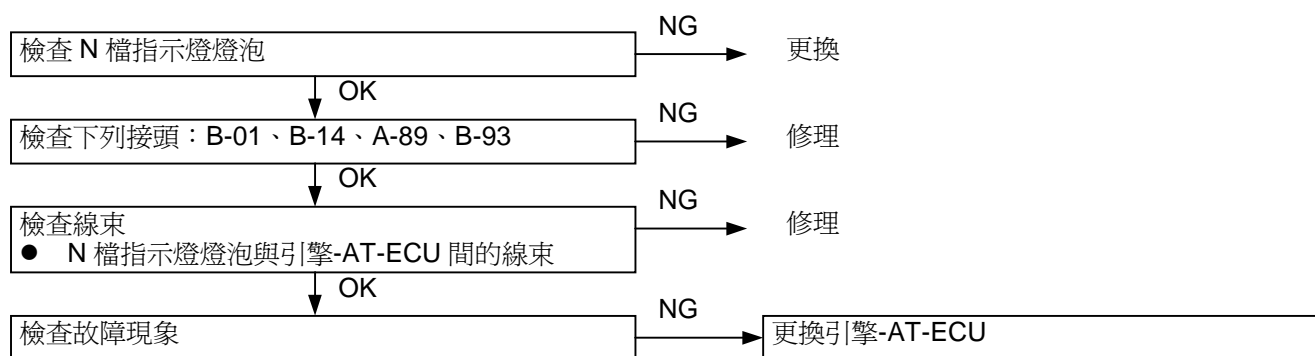 NG
檢查 N 檔指示燈燈泡
更換
OK
NG
檢查下列接頭：B-01、B-14、A-89、B-93
修理
OK
NG
檢查線束
修理
● N 檔指示燈燈泡與引擎-AT-ECU 間的線束
OK
NG
檢查故障現象
更換引擎-AT-ECU